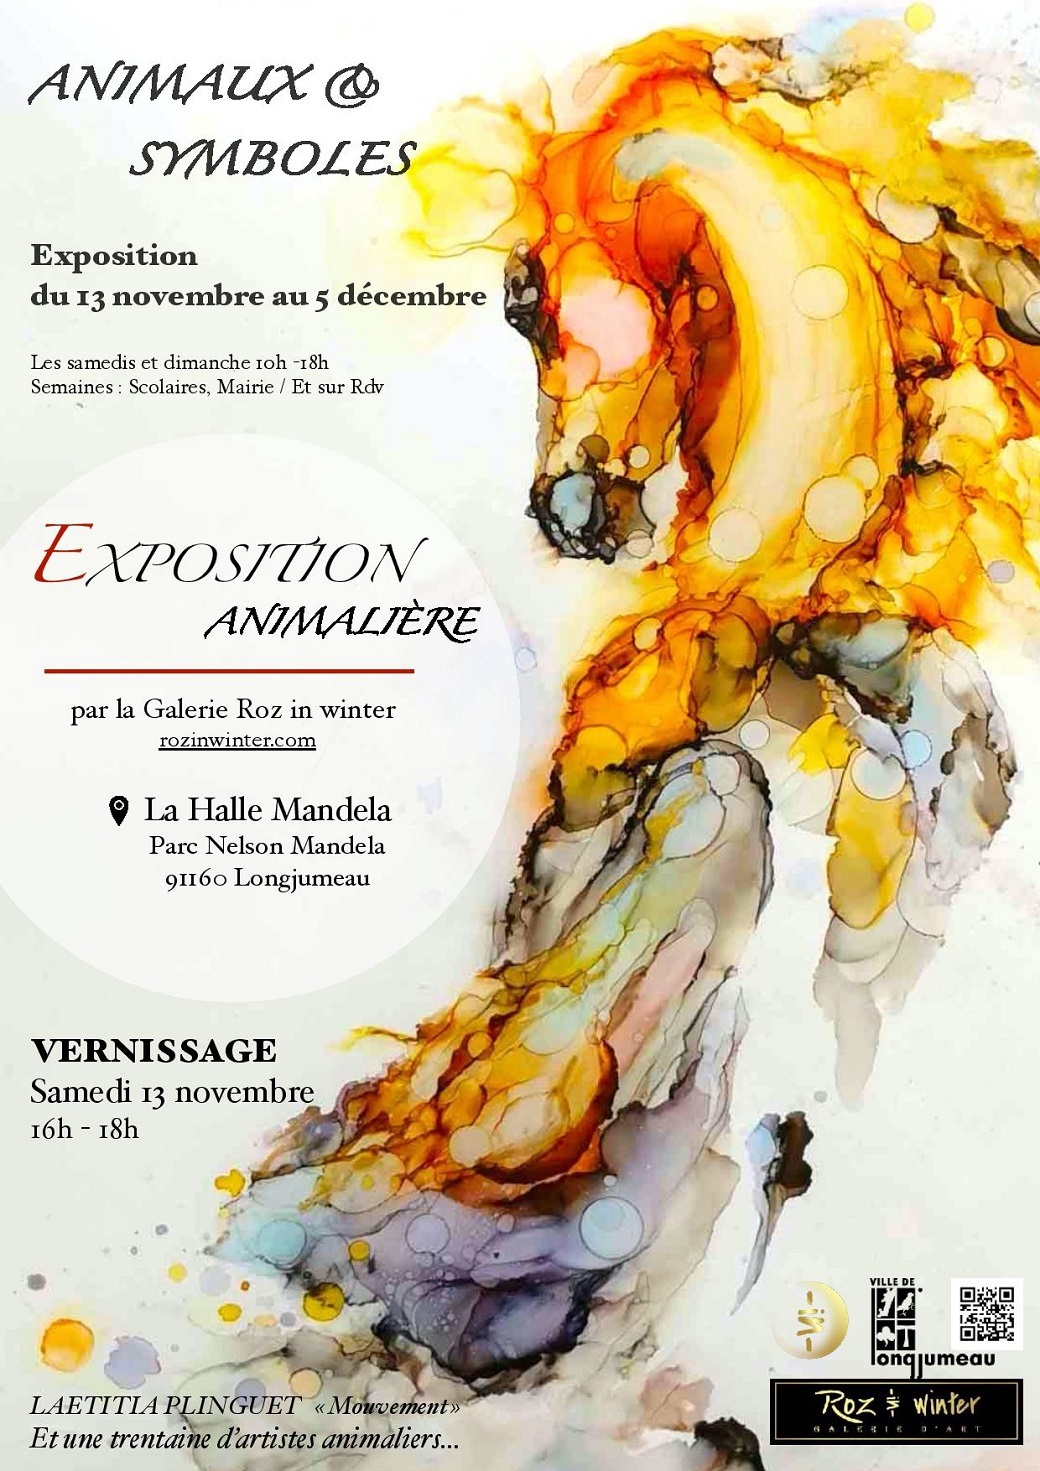 ANIMAUX &
SYMBOLES
Exposition
du 13 novembre au 5 décembre
Les samedis et dimanche 10h -18h
Semaines : Scolaires, Mairie / Et sur Rdv
EXPOSITION
ANIMALIÈRE
par la Galerie Roz in winter
rozinwinter.com
La Halle Mandela
Parc Nelson Mandela
91160 Longjumeau
VERNISSAGE
Samedi 13 novembre
16h - 18h
VILLE DE
longjumeau
Roz in winter
GALERIE D'ART
LAETITIA PLINGUET « Mouvement »
Et une trentaine d'artistes animaliers...